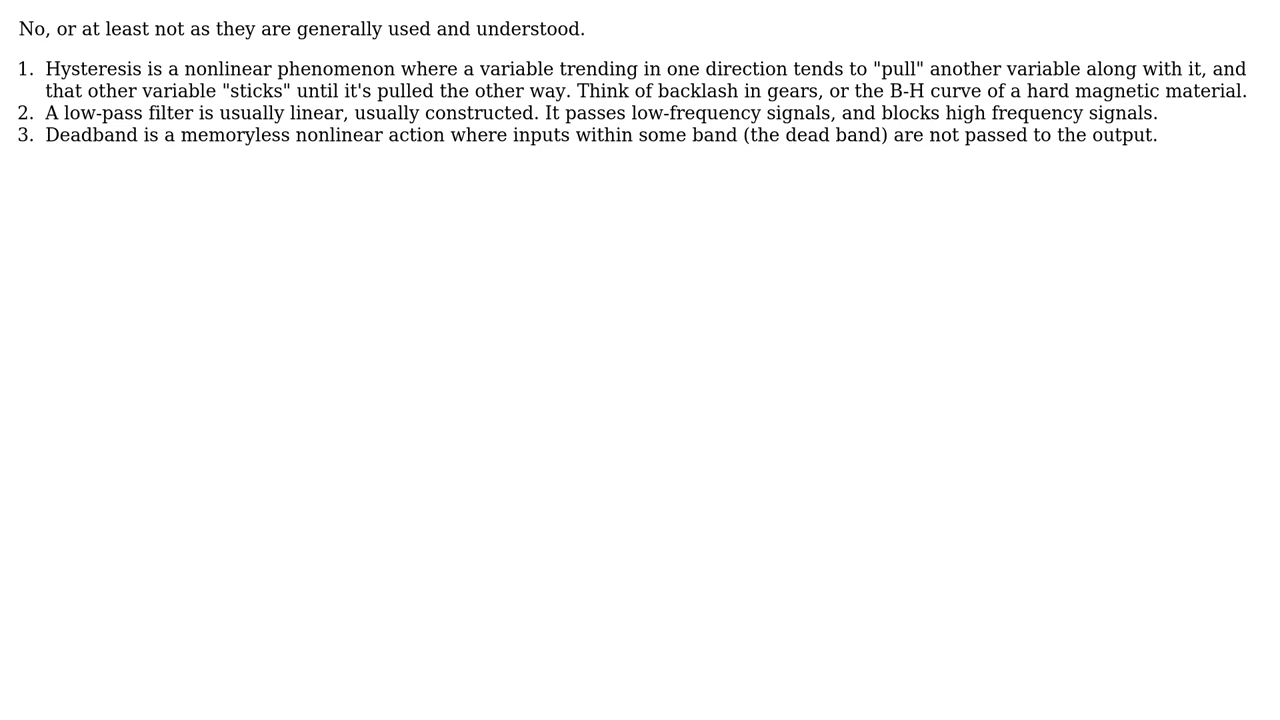 No, or at least not as they are generally used and understood.
1. Hysteresis is a nonlinear phenomenon where a variable trending in one direction tends to "pull" another variable along with it, and
that other variable "sticks" until it's pulled the other way. Think of backlash in gears, or the B-H curve of a hard magnetic material.
2. A low-pass filter is usually linear, usually constructed. It passes low-frequency signals, and blocks high frequency signals.
3. Deadband is a memoryless nonlinear action where inputs within some band (the dead band) are not passed to the output.